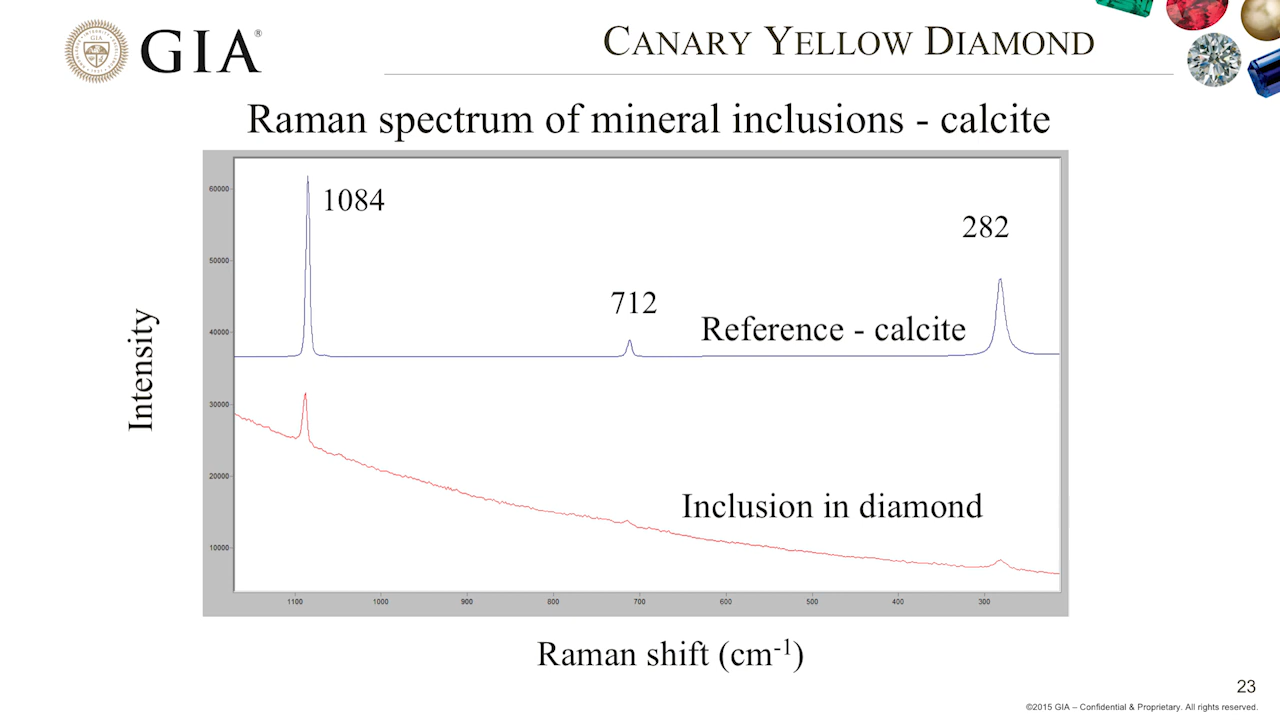 GIA®
CANARY YELLOW DIAMOND
Raman spectrum of mineral inclusions - calcite
60000
50000
40000
30000
20000
10000
1084
282
712
Reference - calcite
Inclusion in diamond
Intensity
1100 1000 900 800 700 600 500 400 300
Raman shift (cm⁻¹)
23
©2015 GIA – Confidential & Proprietary. All rights reserved.